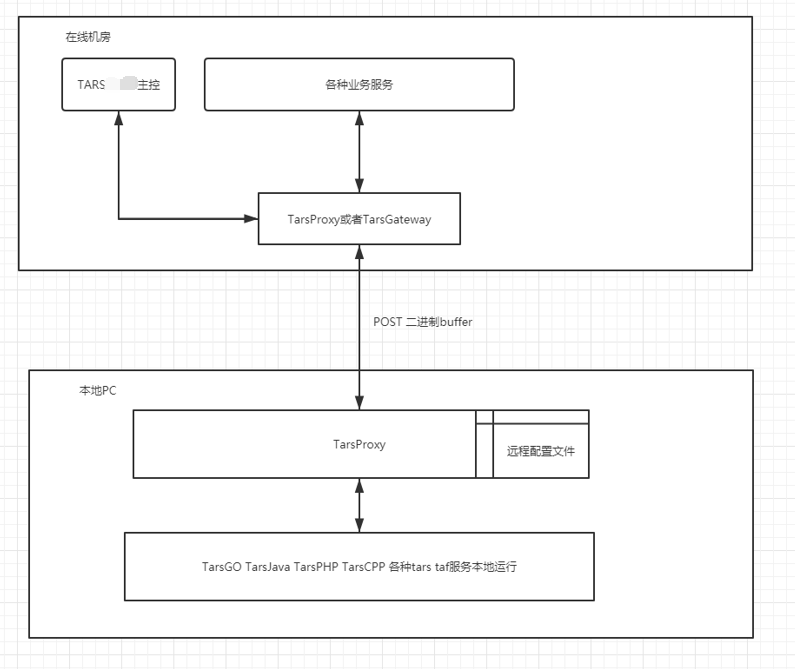 在线机房
TARS 主控
各种业务服务
TarsProxy或者TarsGateway
POST 二进制buffer
本地PC
TarsProxy
远程配置文件
TarsGO TarsJava TarsPHP TarsCPP 各种tars taf服务本地运行